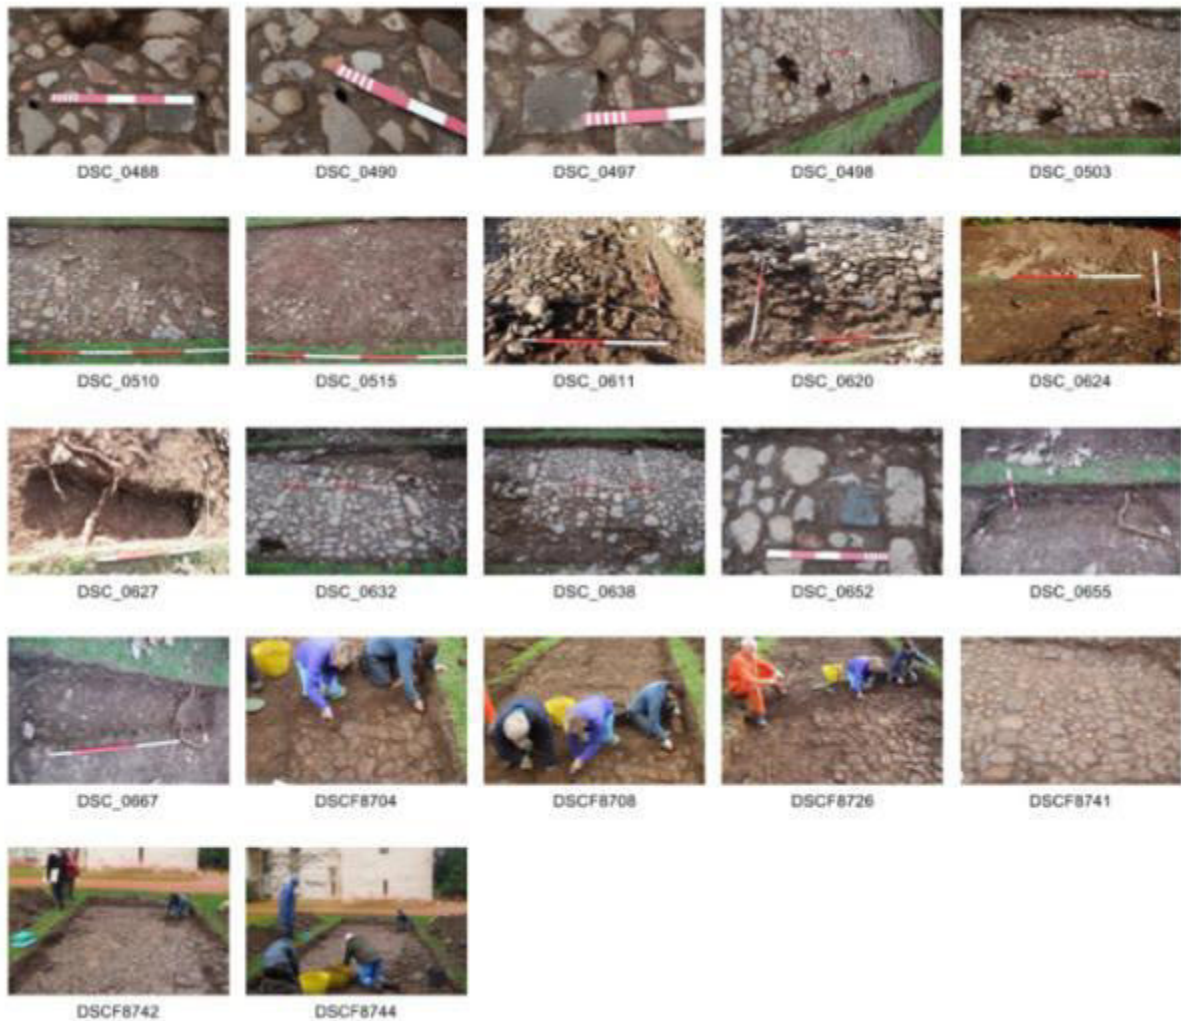 DSC_0488 DSC_0490 DSC_0497 DSC_0498 DSC_0503
DSC_0510 DSC_0515 DSC_0611 DSC_0620 DSC_0624
DSC_0627 DSC_0632 DSC_0638 DSC_0652 DSC_0655
DSC_0667 DSCF8704 DSCF8708 DSCF8726 DSCF8741
DSCF8742 DSCF8744